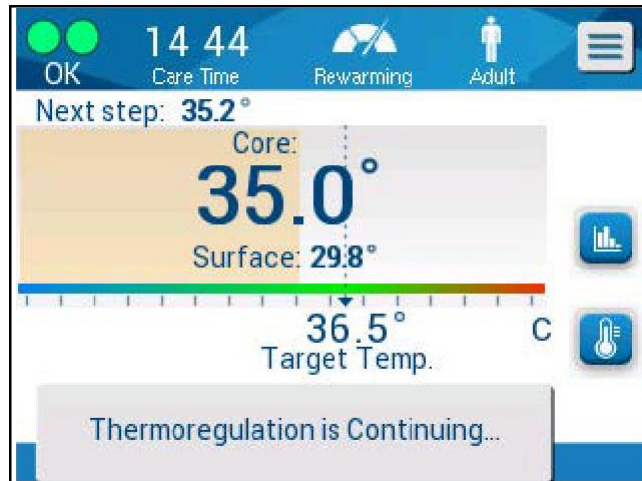 OK
14 44
Care Time
Rewarming
Adult
Next step: 35.2°
Core:
35.0°
Surface: 29.8°
36.5° C
Target Temp.
Thermoregulation is Continuing...